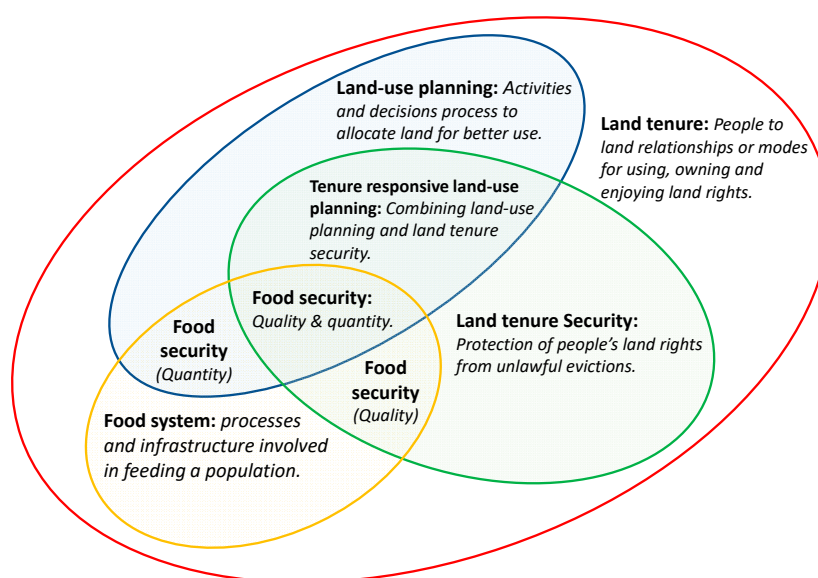 Land-use planning: Activities
and decisions process to
allocate land for better use.
Land tenure: People to
land relationships or modes
for using, owning and
enjoying land rights.
Tenure responsive land-use
planning: Combining land-use
planning and land tenure
security.
Food security:
Quality & quantity.
Food
security
(Quantity)
Land tenure Security:
Protection of people’s land rights
from unlawful evictions.
Food
security
(Quality)
Food system: processes
and infrastructure involved
in feeding a population.